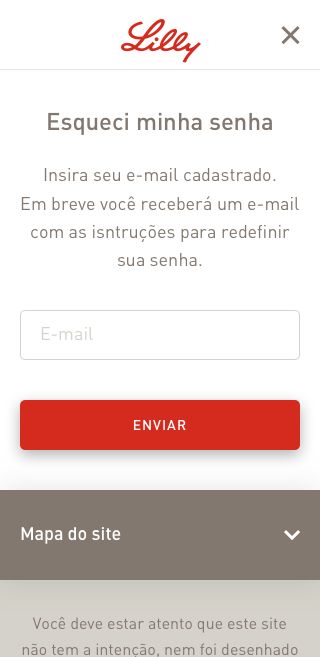 Lilly
Esqueci minha senha
Insira seu e-mail cadastrado.
Em breve você receberá um e-mail
com as isntruções para redefinir
sua senha.
E-mail
ENVIAR
Mapa do site
Você deve estar atento que este site
não tem a intenção, nem foi desenhado